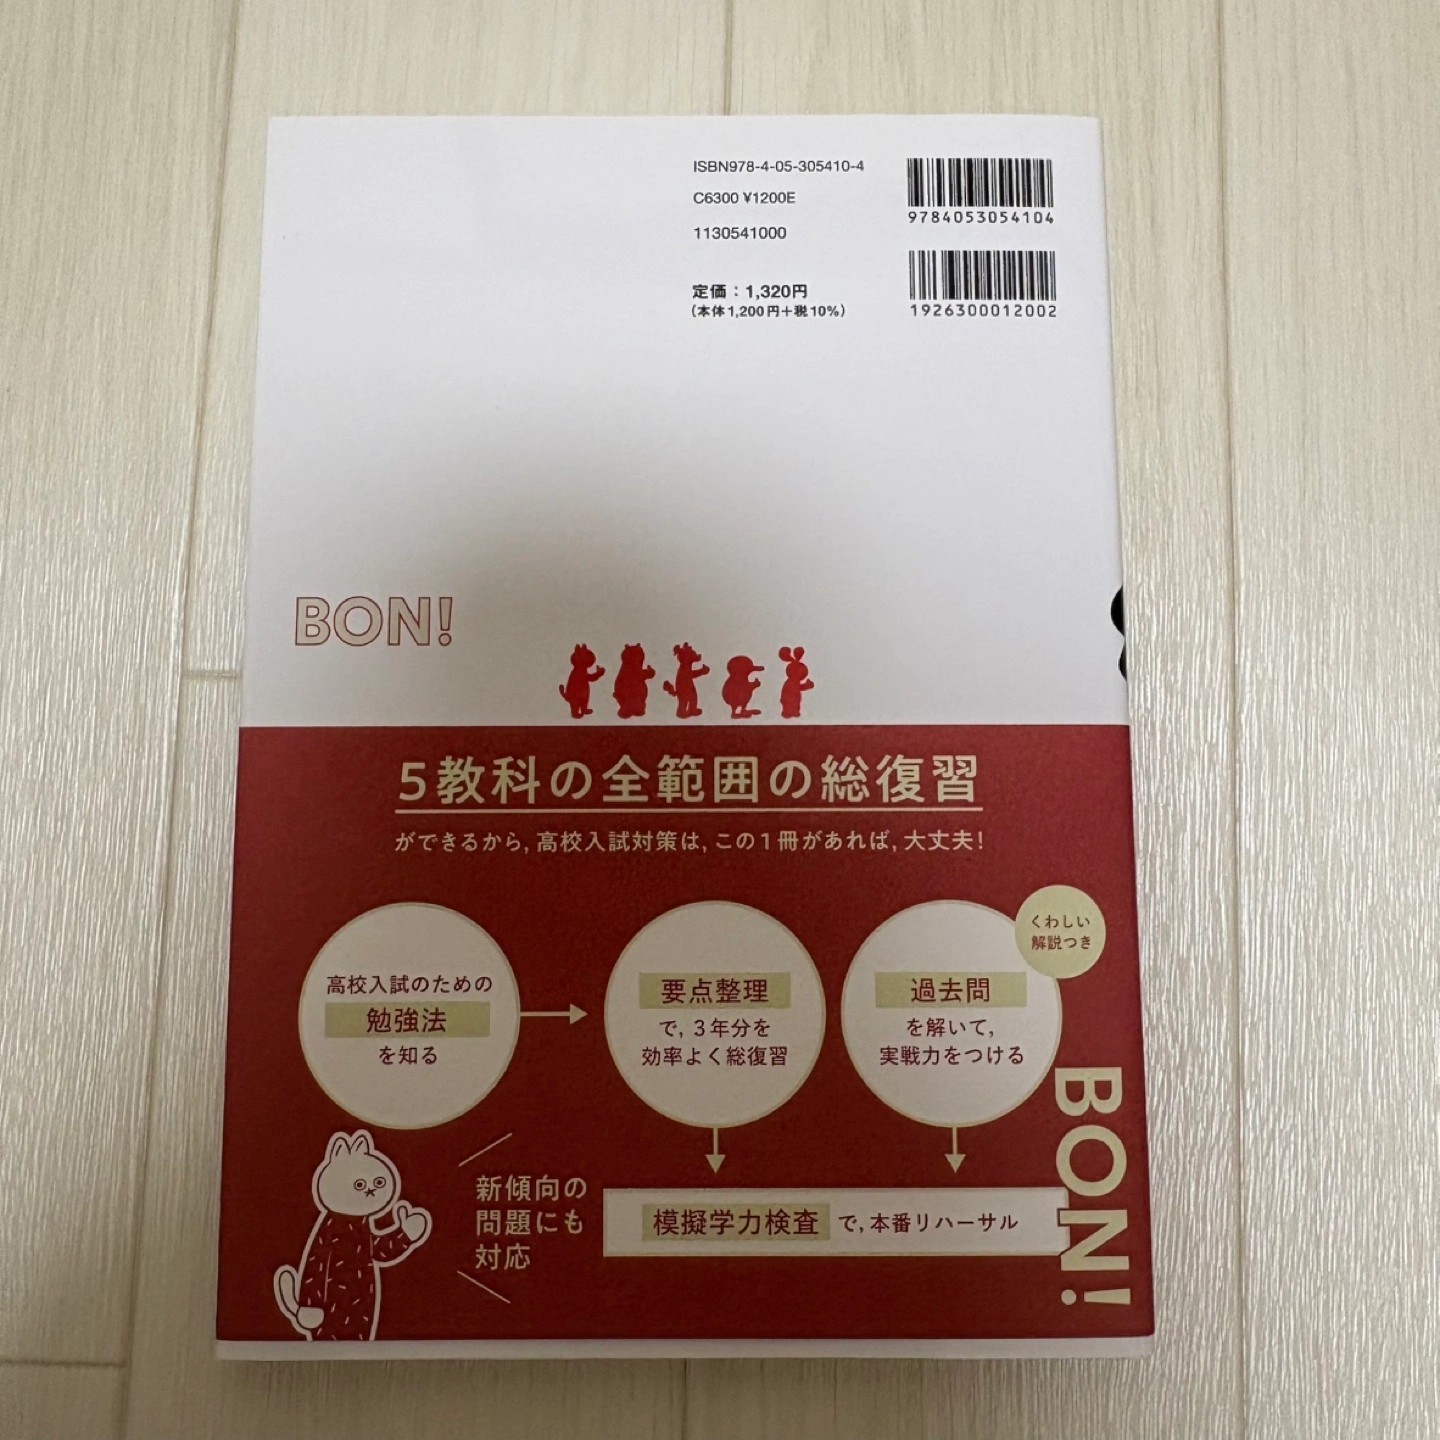 ISBN978-4-05-305410-4
C6300 ¥1200E
1130541000
定価：1,320円
（本体1,200円＋税10%）
9784053054104
1926300012002
BON!
5教科の全範囲の総復習
ができるから,高校入試対策は,この1冊があれば,大丈夫！
高校入試のための
勉強法
を知る
要点整理
で,3年分を
効率よく総復習
過去問
を解いて,
実戦力をつける
くわしい
解説つき
新傾向の
問題にも
対応
模擬学力検査で,本番リハーサル
BON!